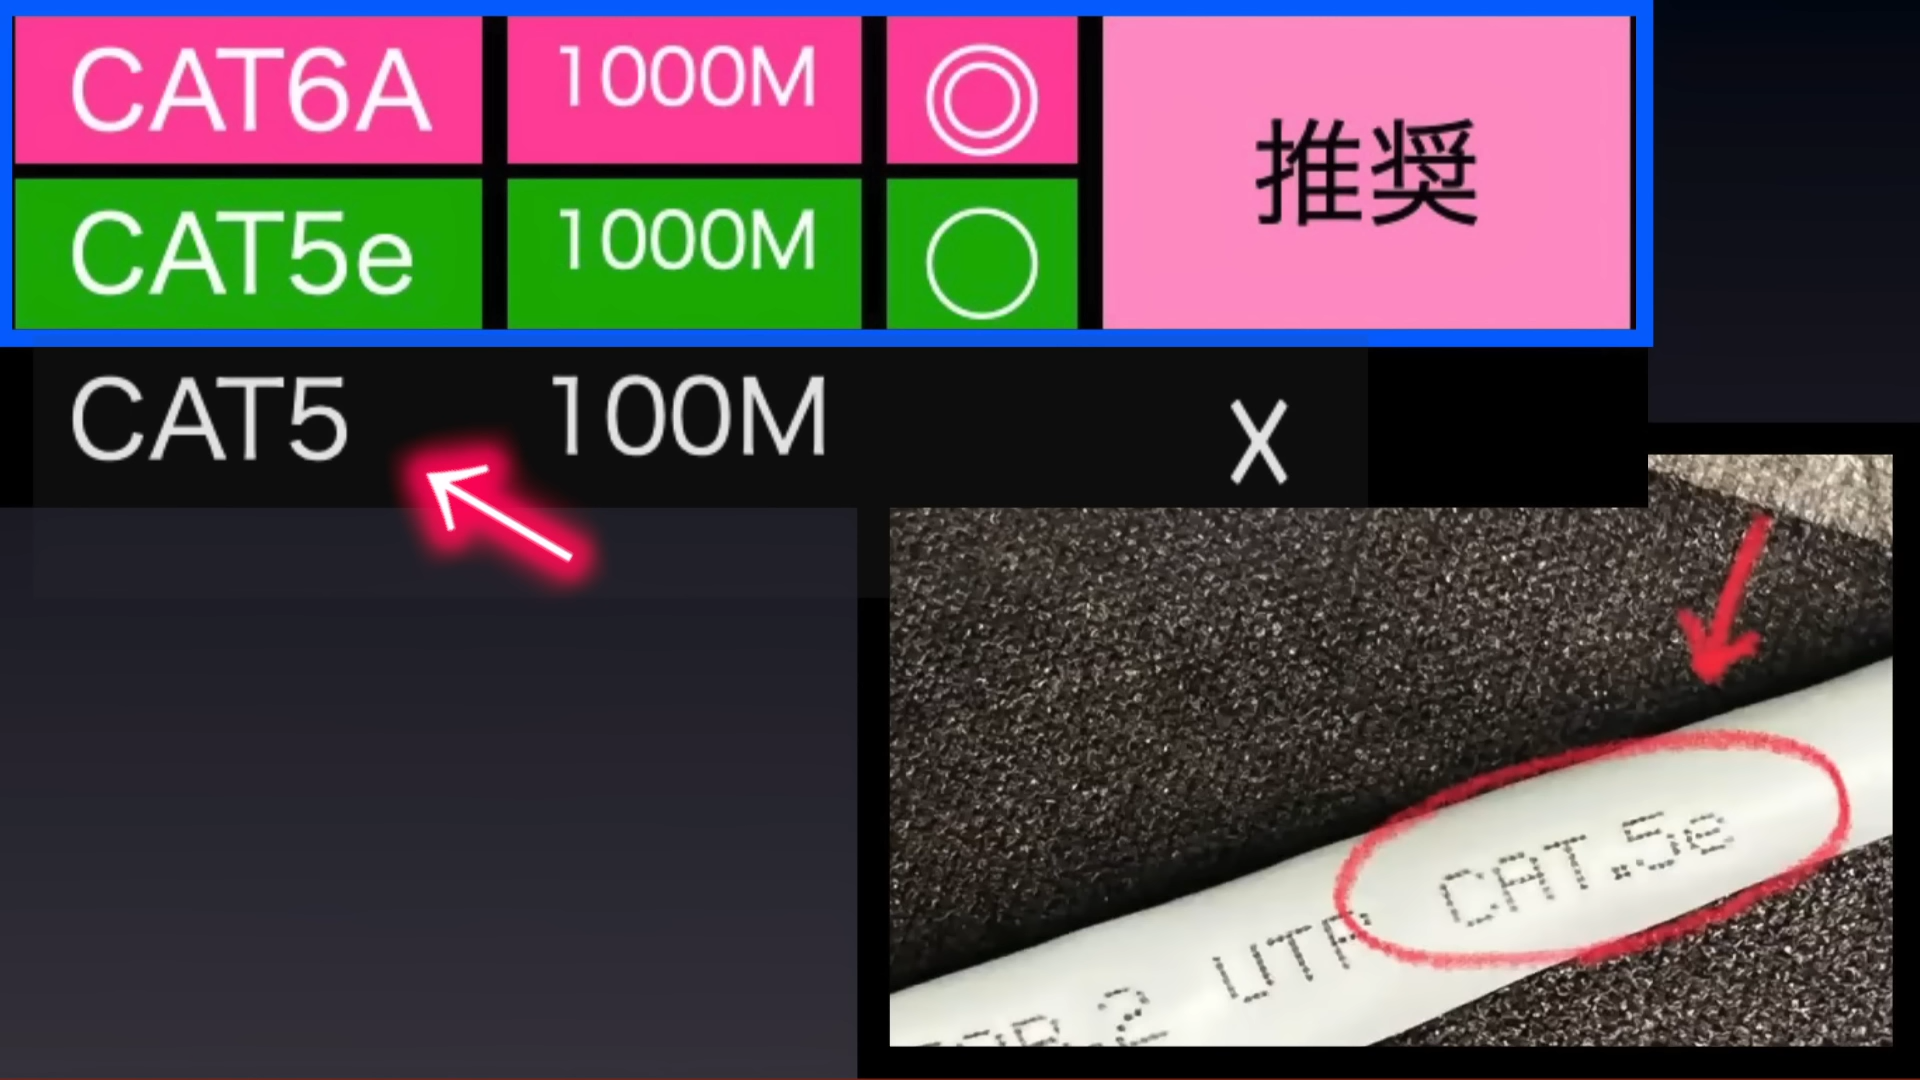 CAT6A 1000M ◎
推奨
CAT5e 1000M ○
CAT5 100M X
UTP CAT.5e